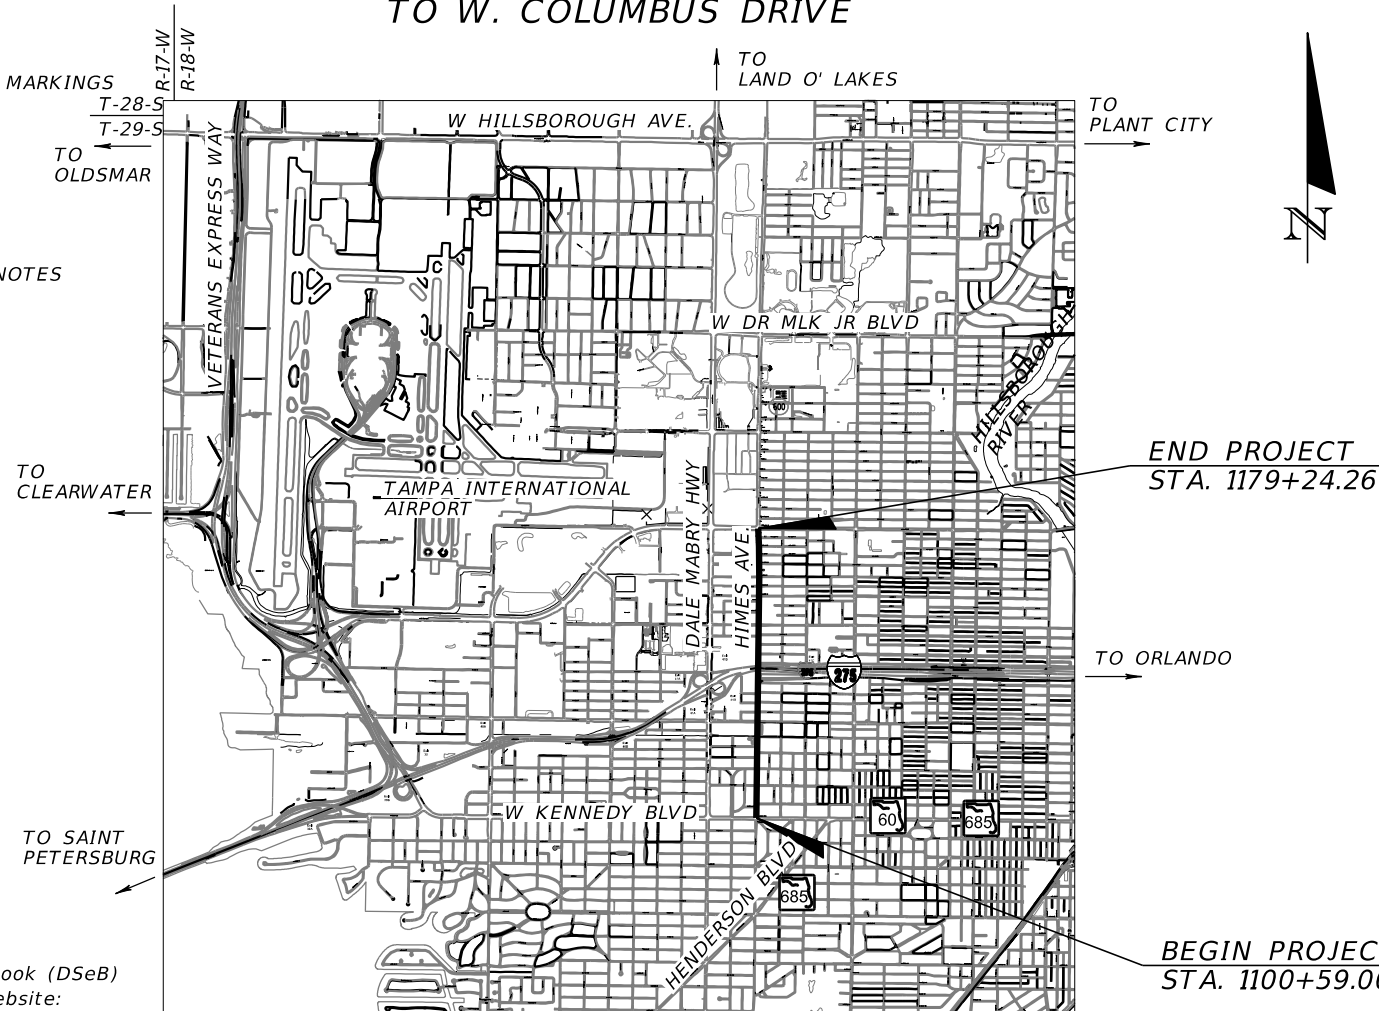 TO W. COLUMBUS DRIVE
R-17-W
R-18-W
MARKINGS
T-28-S
T-29-S
TO
OLDSMAR
TO
LAND O' LAKES
TO
PLANT CITY
W HILLSBOROUGH AVE.
VETERANS EXPRESS WAY
N
NOTES
W DR MLK JR BLVD
HILLSBOROUGH
RIVER
600
END PROJECT
STA. 1179+24.26
TO
CLEARWATER
TAMPA INTERNATIONAL
AIRPORT
DALE MABRY HWY
HIMES AVE.
275
TO ORLANDO
W KENNEDY BLVD
60
685
TO SAINT
PETERSBURG
HENDERSON BLVD
685
BEGIN PROJEC
STA. 1100+59.00
ook (DSeB)
ebsite: